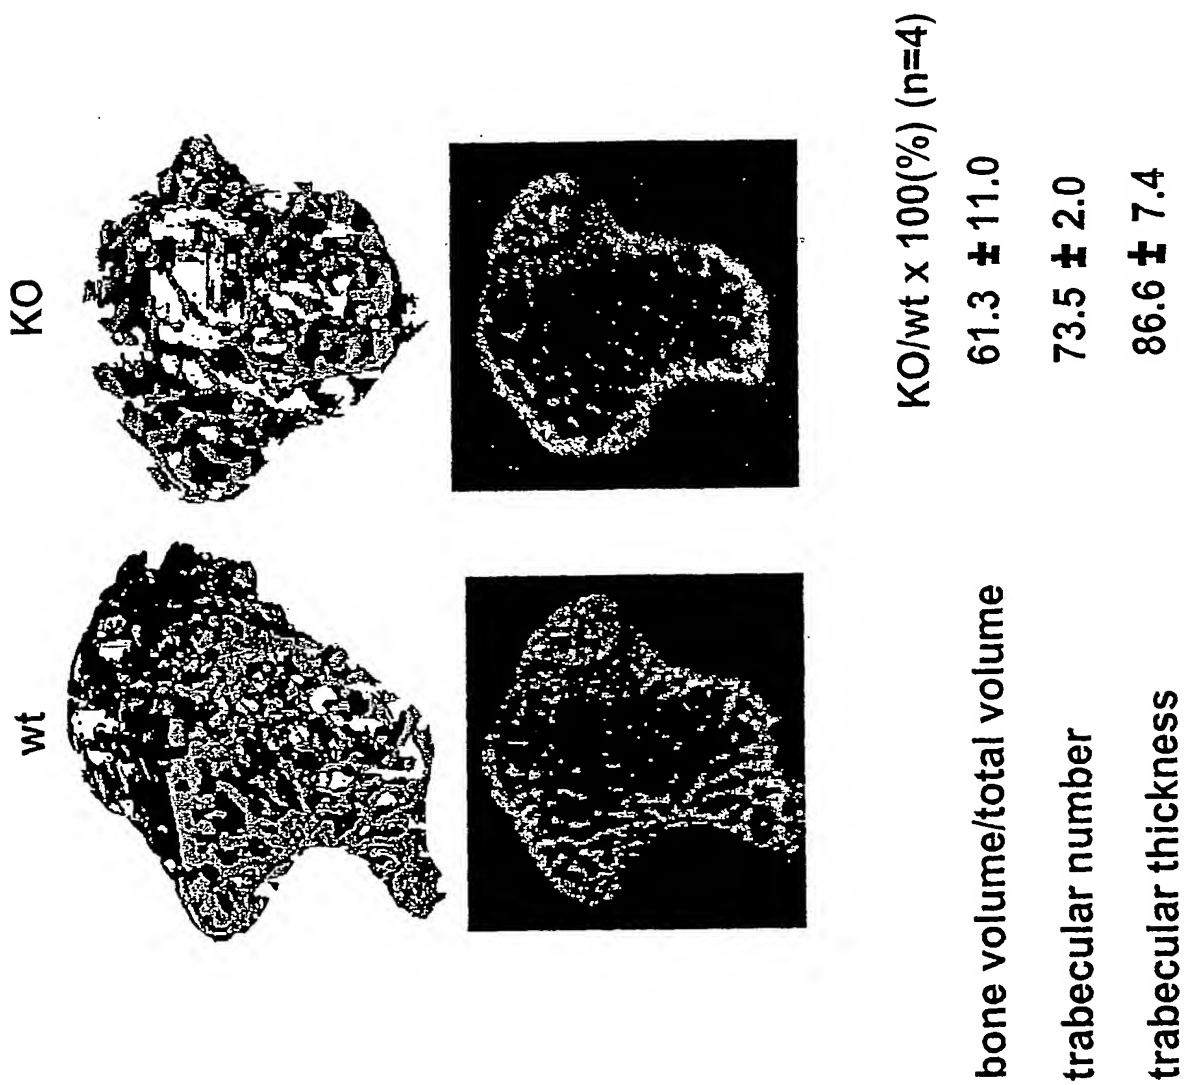 wt KO
KO/wt x 100(%) (n=4)
bone volume/total volume 61.3 ± 11.0
trabecular number 73.5 ± 2.0
trabecular thickness 86.6 ± 7.4